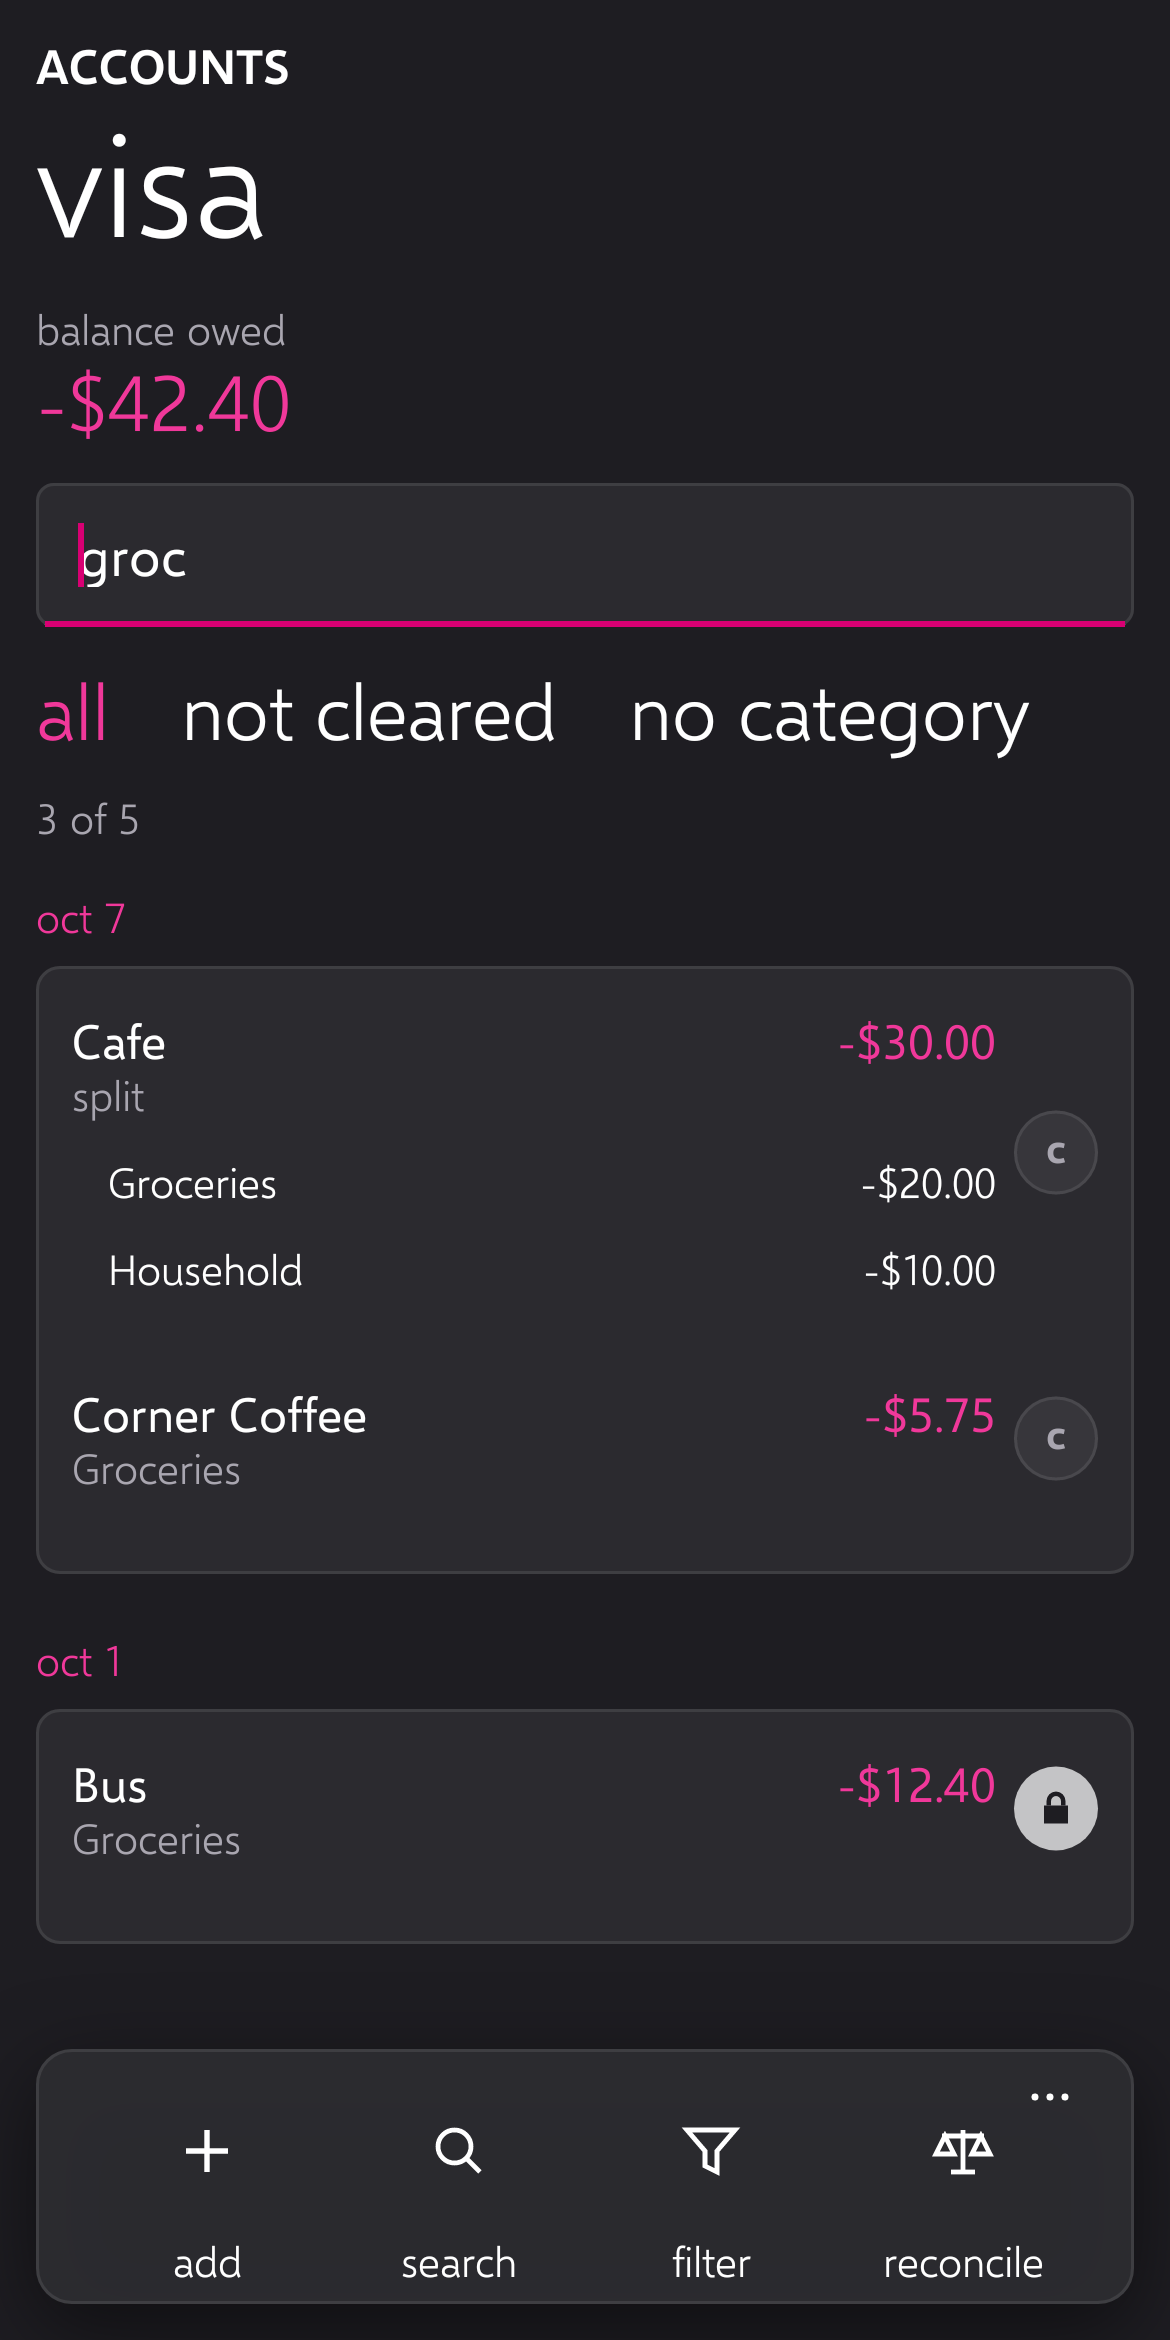 ACCOUNTS
visa
balance owed
-$42.40
groc
all not cleared no category
3 of 5
oct 7
Cafe -$30.00
split
C
Groceries -$20.00
Household -$10.00
Corner Coffee -$5.75
C
Groceries
oct 1
Bus -$12.40
Groceries
...
add search filter reconcile